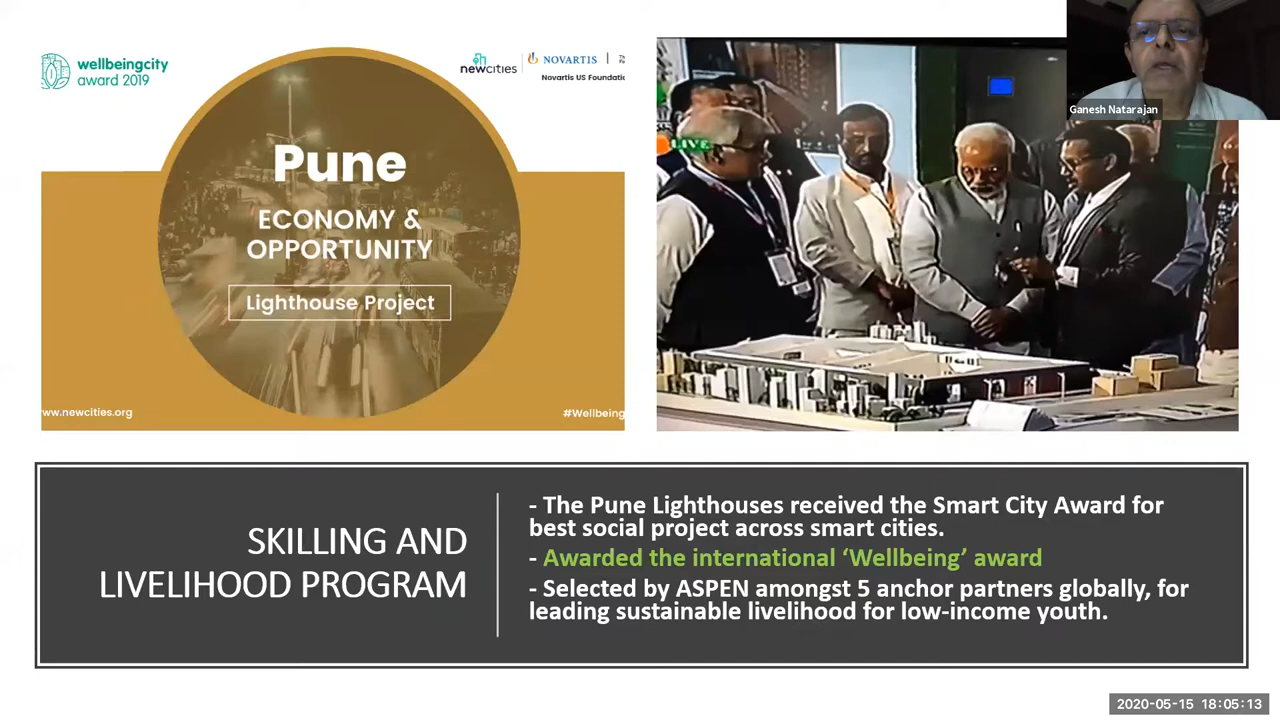 wellbeingcity
award 2019
newcities
NOVARTIS
Novartis US
Pune
ECONOMY &
OPPORTUNITY
Lighthouse Project
ww.newcities.org
#Wellbeing
LIVE
Ganesh Natarajan
SKILLING AND
LIVELIHOOD PROGRAM
- The Pune Lighthouses received the Smart City Award for
best social project across smart cities.
- Awarded the international ‘Wellbeing’ award
- Selected by ASPEN amongst 5 anchor partners globally, for
leading sustainable livelihood for low-income youth.
2020-05-15 18:05:13